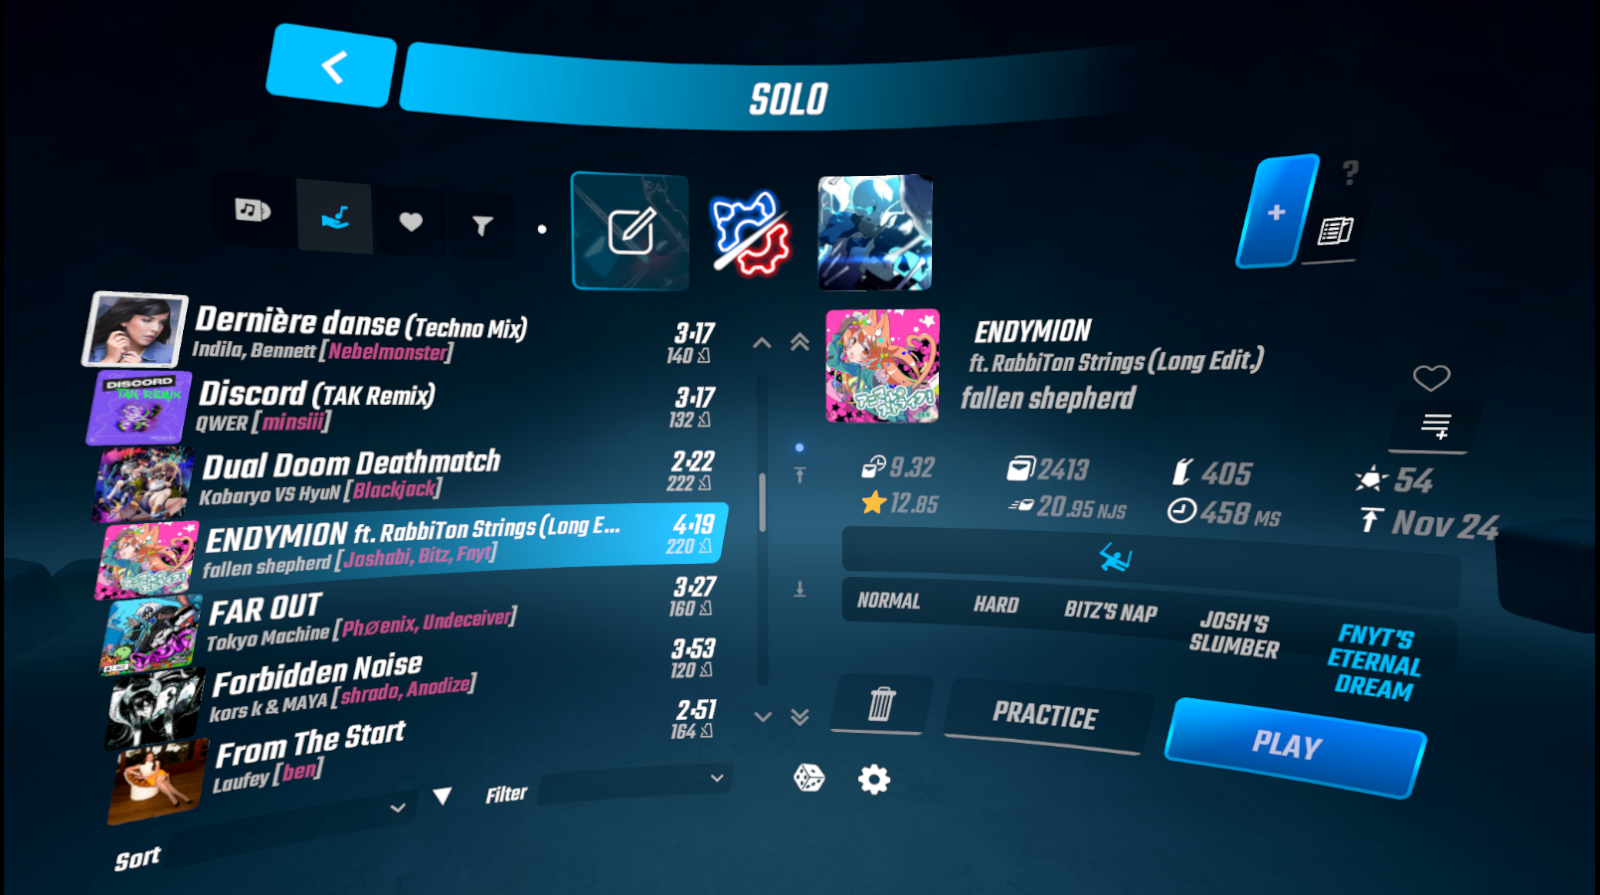 SOLO
?
+
Dernière danse (Techno Mix)
Indila, Bennett [Nebelmonster]
3:17
140
DISCORD
TAK REMIX
Discord (TAK Remix)
QWER [minsiii]
3:17
132
Dual Doom Deathmatch
Kobaryo VS HyuN [Blackjack]
2:22
222
ENDYMION ft. RabbiTon Strings (Long E...
fallen shepherd [Joshabi, Bitz, Fnyt]
4:19
220
FAR OUT
Tokyo Machine [Phøenix, Undeceiver]
3:27
160
Forbidden Noise
kors k & MAYA [shrado, Anodize]
3:53
120
From The Start
Laufey [ben]
2:51
164
Sort
Filter
ENDYMION
ft. RabbiTon Strings (Long Edit.)
fallen shepherd
9.32
2413
405
54
12.85
20.95 NJS
458 MS
Nov 24
NORMAL
HARD
BITZ'S NAP
JOSH'S
SLUMBER
FNYT'S
ETERNAL
DREAM
PRACTICE
PLAY